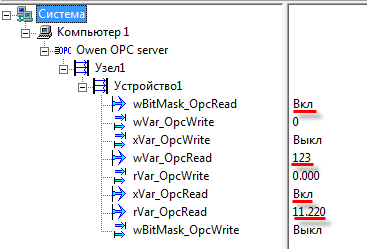 Система
Компьютер 1
OPC Owen OPC server
Узел1
Устройство1
wBitMask_OpcRead Вкл
wVar_OpcWrite 0
xVar_OpcWrite Выкл
wVar_OpcRead 123
rVar_OpcWrite 0.000
xVar_OpcRead Вкл
rVar_OpcRead 11.220
wBitMask_OpcWrite Выкл